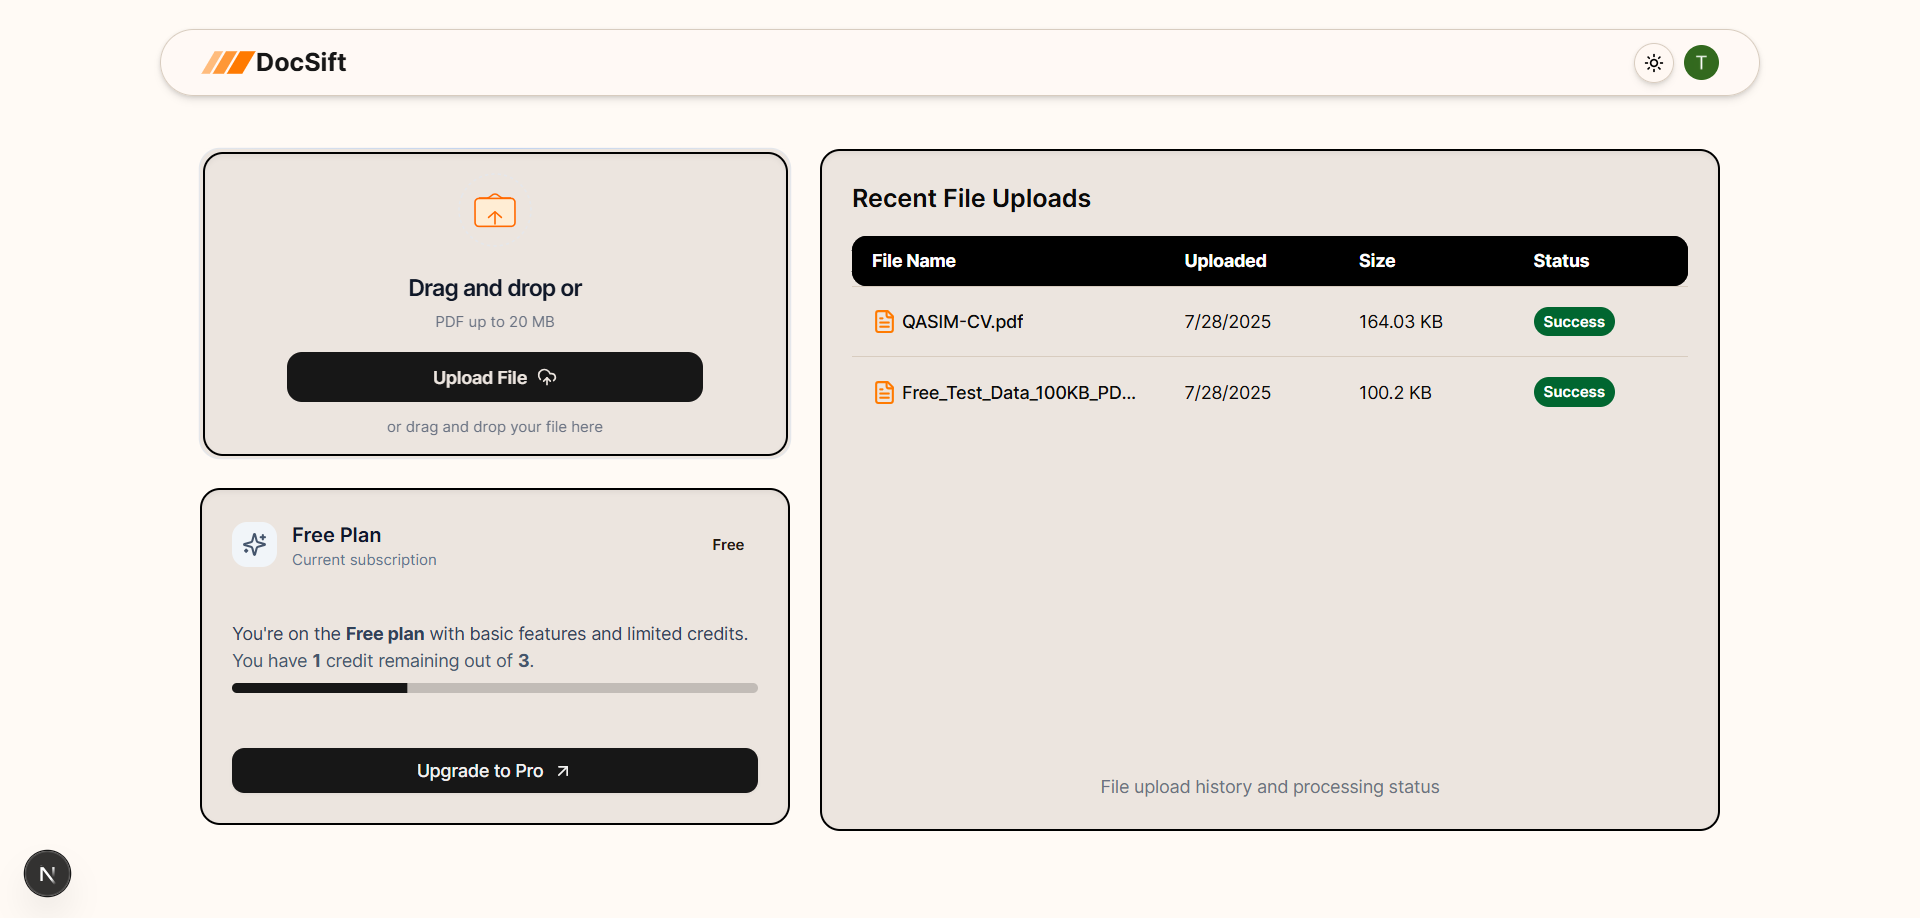 DocSift
T
Drag and drop or
PDF up to 20 MB
Upload File
or drag and drop your file here
Free Plan
Current subscription
Free
You're on the Free plan with basic features and limited credits.
You have 1 credit remaining out of 3.
Upgrade to Pro
Recent File Uploads
File Name Uploaded Size Status
QASIM-CV.pdf 7/28/2025 164.03 KB Success
Free_Test_Data_100KB_PD... 7/28/2025 100.2 KB Success
File upload history and processing status
N